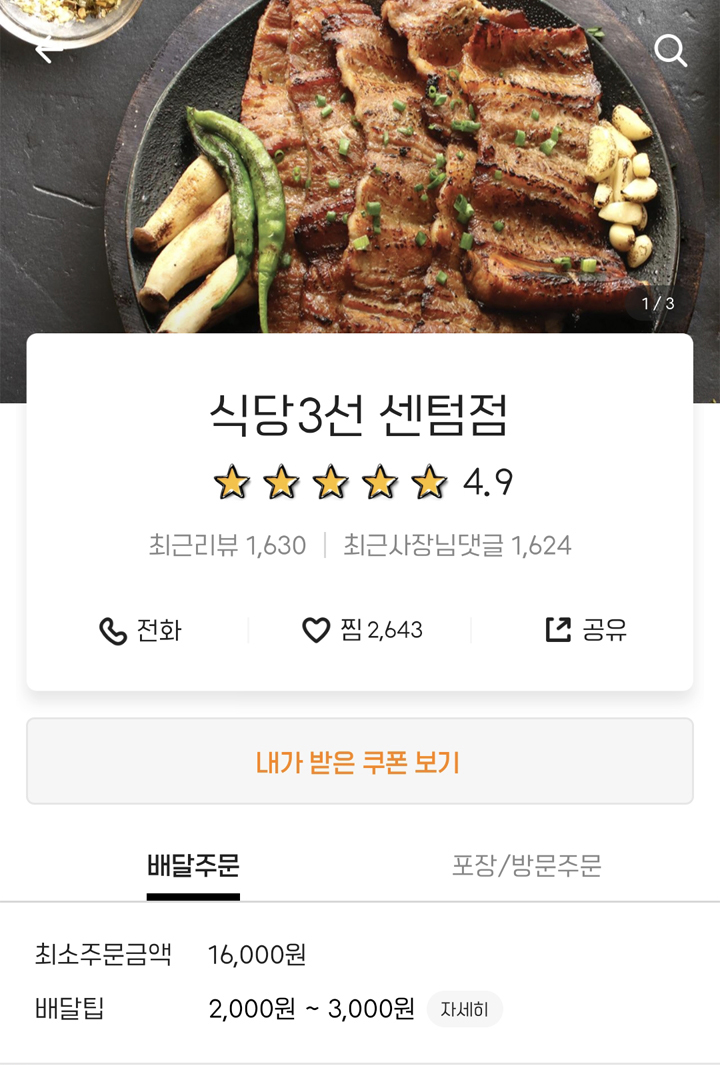 1/3
식당3선 센텀점
4.9
최근리뷰 1,630 | 최근사장님댓글 1,624
전화 찜 2,643 공유
내가 받은 쿠폰 보기
배달주문 포장/방문주문
최소주문금액 16,000원
배달팁 2,000원 ~ 3,000원 자세히